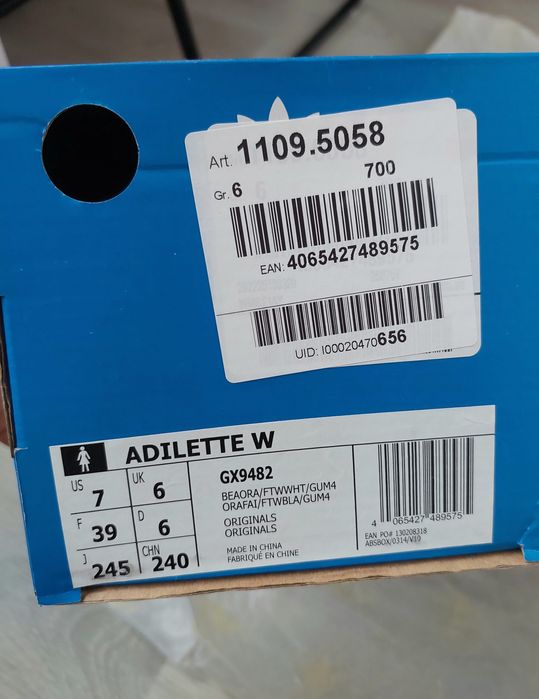 Art. 1109.5058
Gr. 6 700
EAN: 4065427489575
UID: I00020470656
ADILETTE W
US 7 UK 6
F 39 D 6
J 245 CHN 240
GX9482
BEAORA/FTWWHT/GUM4
ORAFAI/FTWBLA/GUM4
ORIGINALS
ORIGINALS
MADE IN CHINA
FABRIQUÉ EN CHINE
4 065427 489575
EAN PO# 130208318
ABSBOX/0314/V10